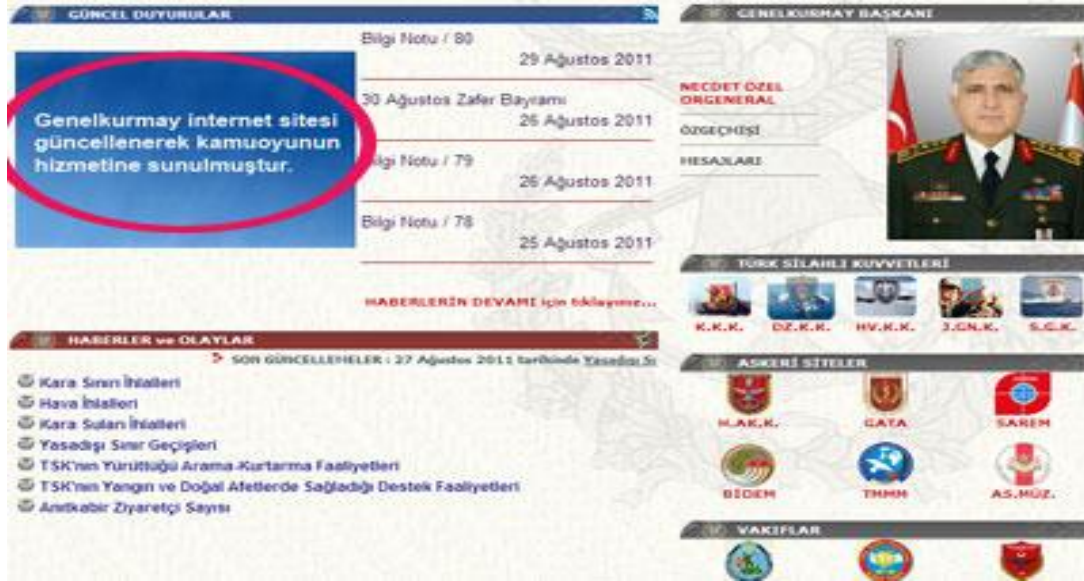 GÜNCEL DUYURULAR
Genelkurmay internet sitesi
güncellenerek kamuoyunun
hizmetine sunulmuştur.
Bilgi Notu / 80
29 Ağustos 2011
30 Ağustos Zafer Bayramı
26 Ağustos 2011
Bilgi Notu / 79
26 Ağustos 2011
Bilgi Notu / 78
25 Ağustos 2011
HABERLERİN DEVAMI için tıklayınız...
HABERLER ve OLAYLAR
SON GÜNCELLEMELER : 27 Ağustos 2011 tarihinde Yasadışı Sı
Kara Sınırı İhlalleri
Hava İhlalleri
Kara Suları İhlalleri
Yasadışı Sınır Geçişleri
TSK'nın Yürüttüğü Arama-Kurtarma Faaliyetleri
TSK'nın Yangın ve Doğal Afetlerde Sağladığı Destek Faaliyetleri
Anıtkabir Ziyaretçi Sayısı
GENELKURMAY BAŞKANI
NECDET ÖZEL
ORGENERAL
ÖZGEÇMİŞİ
MESAJLARI
TÜRK SİLAHLI KUVVETLERİ
K.K.K. DZ.K.K. HV.K.K. J.GN.K. S.G.K.
ASKERİ SİTELER
H.AK.K. GATA SAREM
BİDEM TMMM AS.MÜZ.
VAKIFLAR